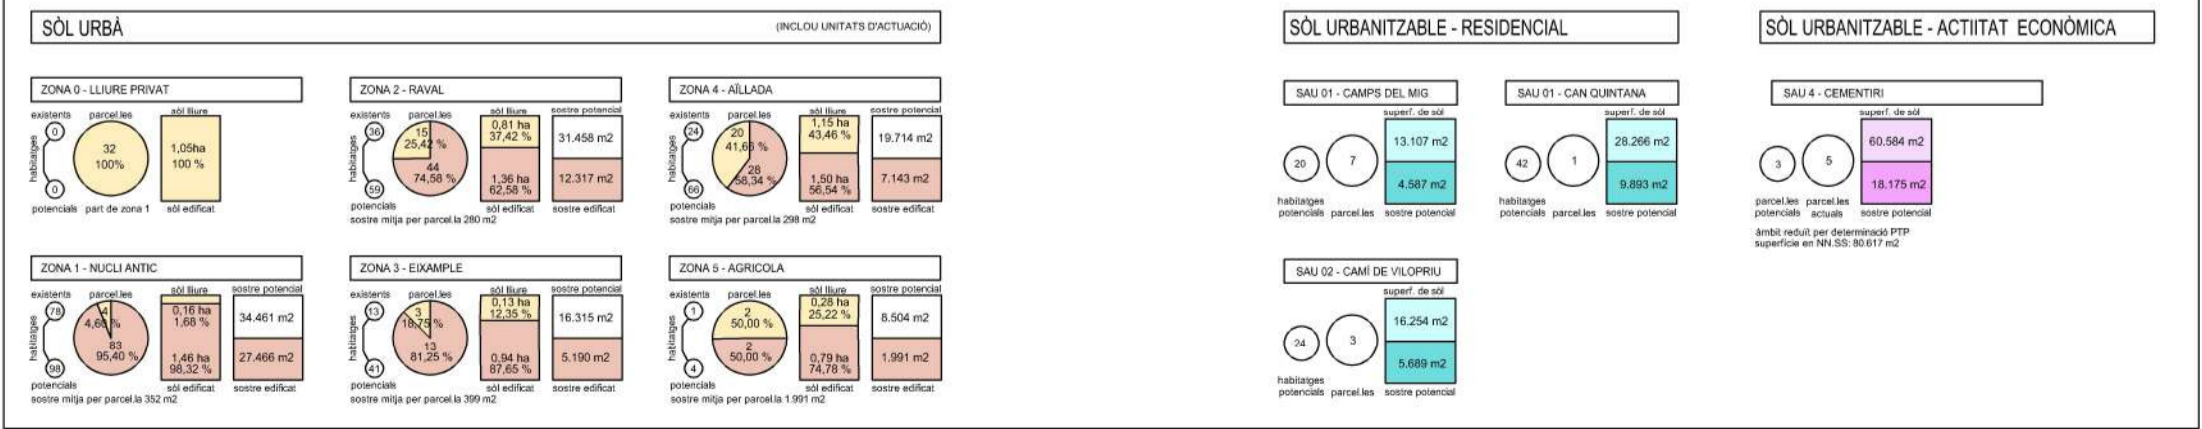 SÒL URBÀ (INCLOU UNITATS D'ACTUACIÓ)
ZONA 0 - LLIURE PRIVAT
existents parcel.les sòl lliure
habitatges
0
32
100%
1,05ha
100 %
0
potencials part de zona 1 sòl edificat
ZONA 2 - RAVAL
existents parcel.les sòl lliure sostre potencial
habitatges
36
15
25,42 %
0,81 ha
37,42 %
31.458 m2
44
74,58 %
1,36 ha
62,58 %
12.317 m2
59
potencials sòl edificat sostre edificat
sostre mitja per parcel.la 280 m2
ZONA 4 - AÏLLADA
existents parcel.les sòl lliure sostre potencial
habitatges
24
20
41,66 %
1,15 ha
43,46 %
19.714 m2
28
58,34 %
1,50 ha
56,54 %
7.143 m2
66
potencials sòl edificat sostre edificat
sostre mitja per parcel.la 298 m2
ZONA 1 - NUCLI ANTIC
existents parcel.les sòl lliure sostre potencial
habitatges
78
4
4,60 %
0,16 ha
1,68 %
34.461 m2
83
95,40 %
1,46 ha
98,32 %
27.466 m2
98
potencials sòl edificat sostre edificat
sostre mitja per parcel.la 352 m2
ZONA 3 - EIXAMPLE
existents parcel.les sòl lliure sostre potencial
habitatges
13
3
18,75 %
0,13 ha
12,35 %
16.315 m2
13
81,25 %
0,94 ha
87,65 %
5.190 m2
41
potencials sòl edificat sostre edificat
sostre mitja per parcel.la 399 m2
ZONA 5 - AGRICOLA
existents parcel.les sòl lliure sostre potencial
habitatges
1
2
50,00 %
0,28 ha
25,22 %
8.504 m2
2
50,00 %
0,79 ha
74,78 %
1.991 m2
4
potencials sòl edificat sostre edificat
sostre mitja per parcel.la 1.991 m2
SÒL URBANITZABLE - RESIDENCIAL
SAU 01 - CAMPS DEL MIG
superf. de sòl
13.107 m2
20
7
4.587 m2
habitatges
potencials parcel.les sostre potencial
SAU 01 - CAN QUINTANA
superf. de sòl
28.266 m2
42
1
9.893 m2
habitatges
potencials parcel.les sostre potencial
SAU 02 - CAMÍ DE VILOPRIU
superf. de sòl
16.254 m2
24
3
5.689 m2
habitatges
potencials parcel.les sostre potencial
SÒL URBANITZABLE - ACTIITAT ECONÒMICA
SAU 4 - CEMENTIRI
superf. de sòl
60.584 m2
3
5
18.175 m2
parcel.les parcel.les
potencials actuals sostre potencial
àmbit reduït per determinació PTP
superfície en NN.SS: 80.617 m2